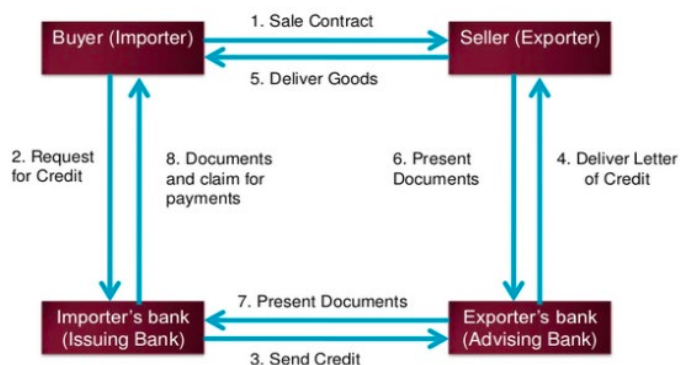 1. Sale Contract
Buyer (Importer)
Seller (Exporter)
5. Deliver Goods
2. Request
for Credit
8. Documents
and claim for
payments
6. Present
Documents
4. Deliver Letter
of Credit
7. Present Documents
Importer's bank
(Issuing Bank)
Exporter's bank
(Advising Bank)
3. Send Credit